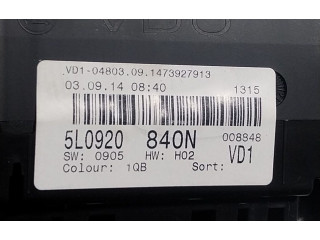 VDO
VD1-04803.09.1473927913
03.09.14 08:40 1315
5L0920 840N 008848
SW: 0905 HW: H02 Sort: VD1
Colour: 1QB